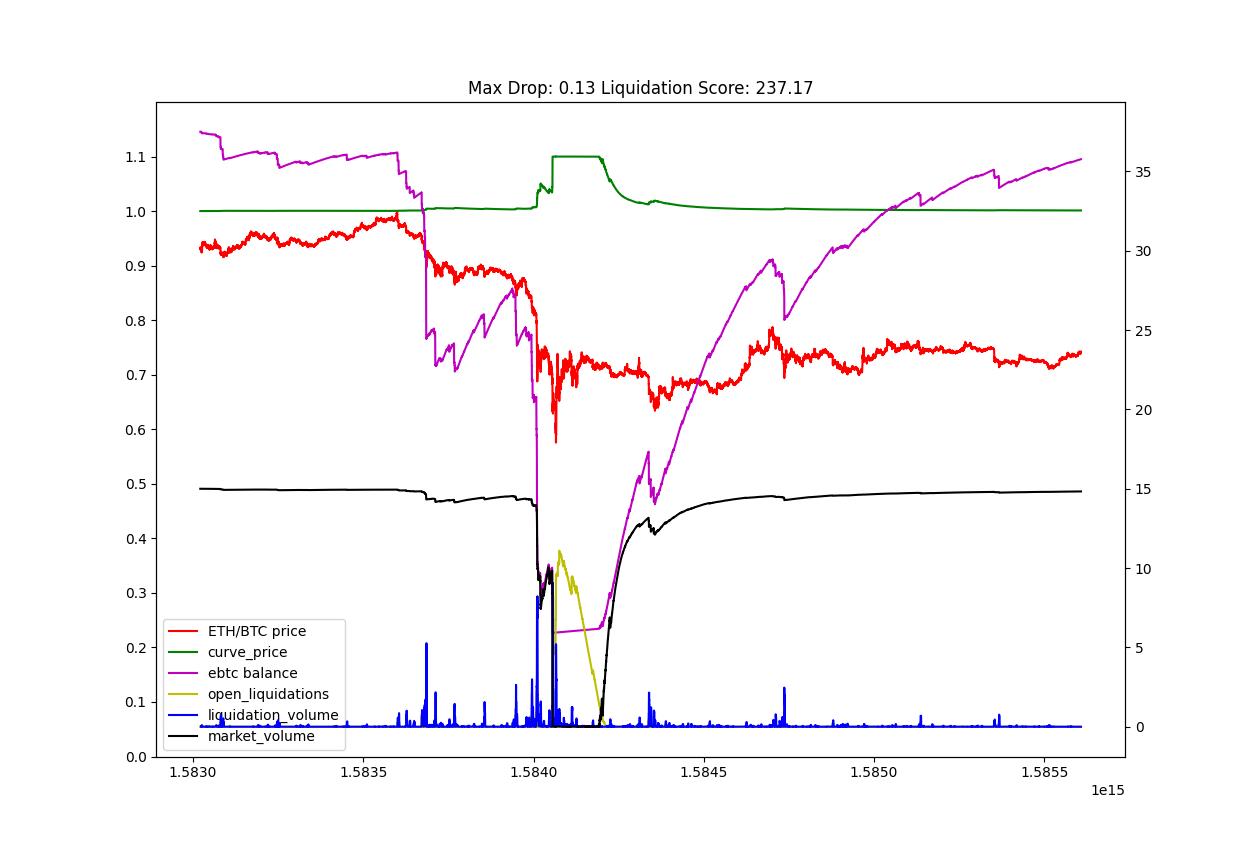 Max Drop: 0.13 Liquidation Score: 237.17
1.1
1.0
0.9
0.8
0.7
0.6
0.5
0.4
0.3
0.2
0.1
0.0
35
30
25
20
15
10
5
0
ETH/BTC price
curve_price
ebtc balance
open_liquidations
liquidation_volume
market_volume
1.5830 1.5835 1.5840 1.5845 1.5850 1.5855
1e15